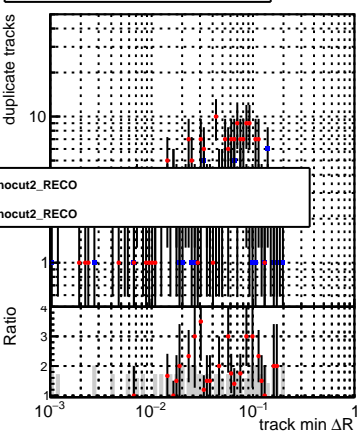 duplicate tracks
10
nocut2_RECO
nocut2_RECO
1
Ratio
4
3
2
1
10⁻³ 10⁻² 10⁻¹ 1
track min ΔR